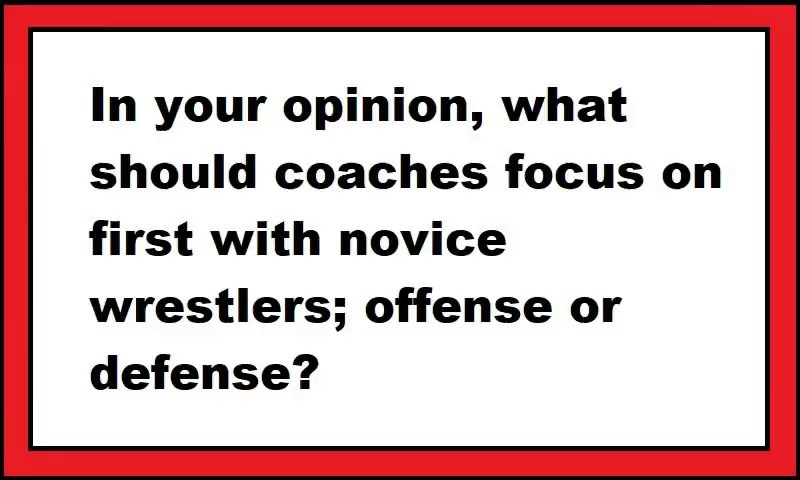 In your opinion, what
should coaches focus on
first with novice
wrestlers; offense or
defense?